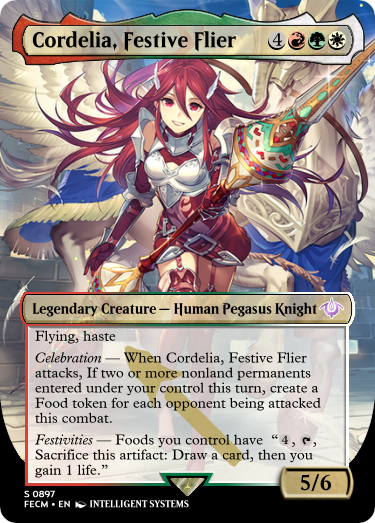 Cordelia, Festive Flier 4
Legendary Creature — Human Pegasus Knight
Flying, haste
Celebration — When Cordelia, Festive Flier
attacks, If two or more nonland permanents
entered under your control this turn, create a
Food token for each opponent being attacked
this combat.
Festivities — Foods you control have “4, ,
Sacrifice this artifact: Draw a card, then you
gain 1 life.”
5/6
S 0897
FECM • EN INTELLIGENT SYSTEMS